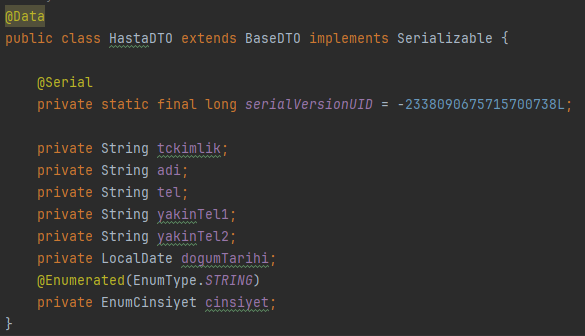 @Data
public class HastaDTO extends BaseDTO implements Serializable {
@Serial
private static final long serialVersionUID = -2338090675715700738L;
private String tckimlik;
private String adi;
private String tel;
private String yakinTel1;
private String yakinTel2;
private LocalDate dogumTarihi;
@Enumerated(EnumType.STRING)
private EnumCinsiyet cinsiyet;
}